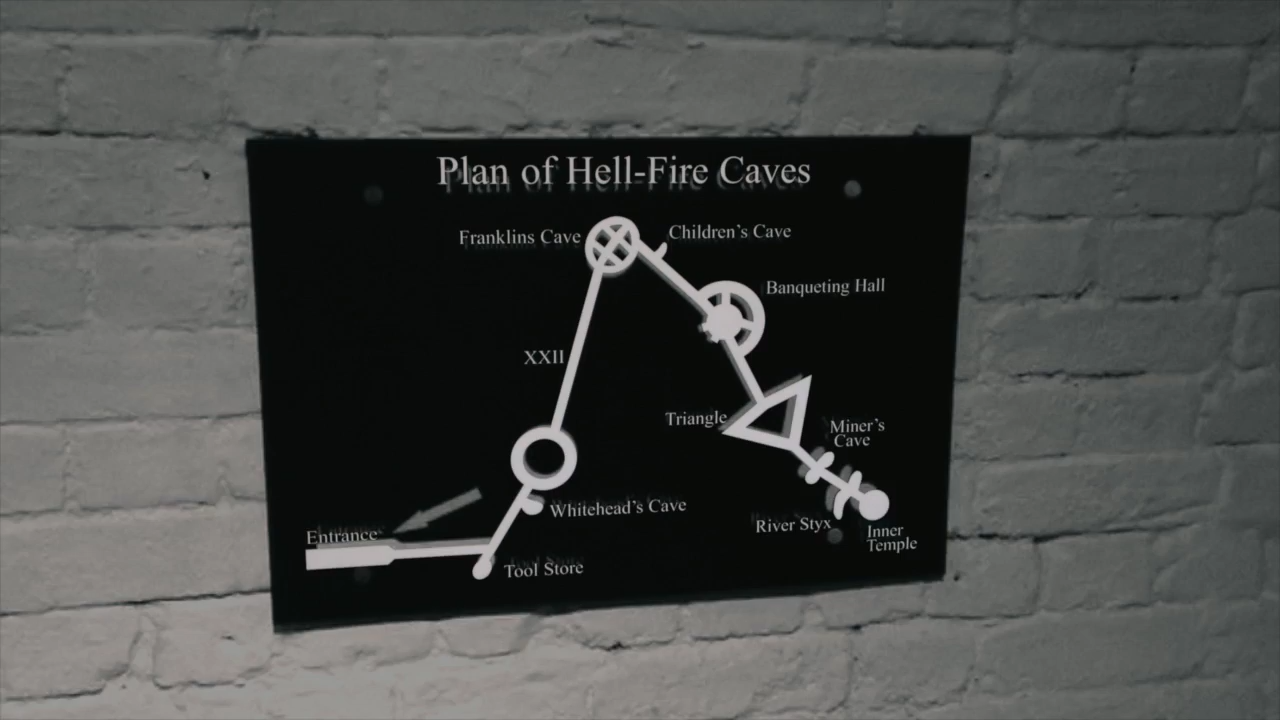 Plan of Hell-Fire Caves
Franklins Cave
Children's Cave
Banqueting Hall
XXII
Triangle
Miner's
Cave
Whitehead's Cave
River Styx
Inner
Temple
Entrance
Tool Store